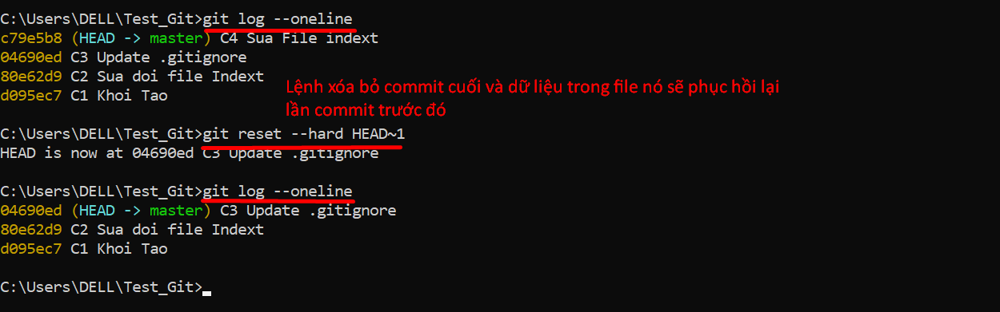 C:\Users\DELL\Test_Git>git log --oneline
c79e5b8 (HEAD -> master) C4 Sua File indext
04690ed C3 Update .gitignore
80e62d9 C2 Sua doi file Indext
d095ec7 C1 Khoi Tao
Lệnh xóa bỏ commit cuối và dữ liệu trong file nó sẽ phục hồi lại
lần commit trước đó
C:\Users\DELL\Test_Git>git reset --hard HEAD~1
HEAD is now at 04690ed C3 Update .gitignore
C:\Users\DELL\Test_Git>git log --oneline
04690ed (HEAD -> master) C3 Update .gitignore
80e62d9 C2 Sua doi file Indext
d095ec7 C1 Khoi Tao
C:\Users\DELL\Test_Git>